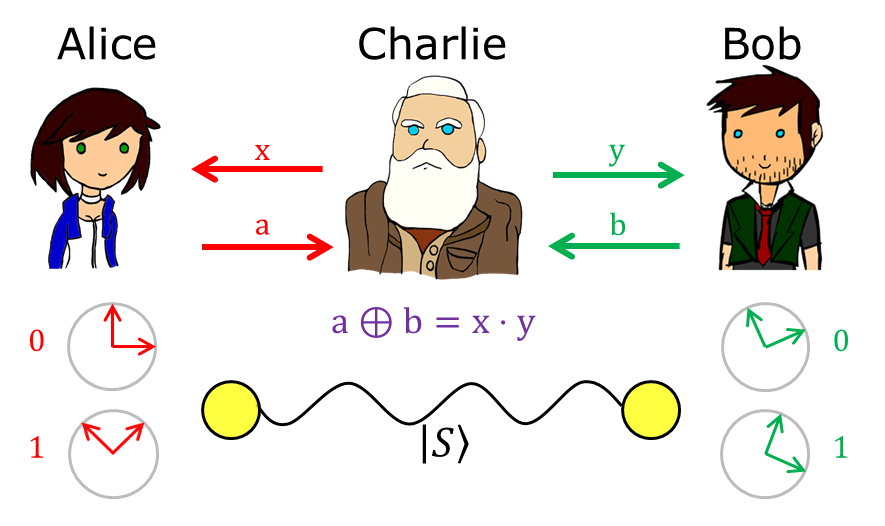 Alice Charlie Bob
x y
a b
0 a ⊕ b = x · y 0
|S⟩
1 1